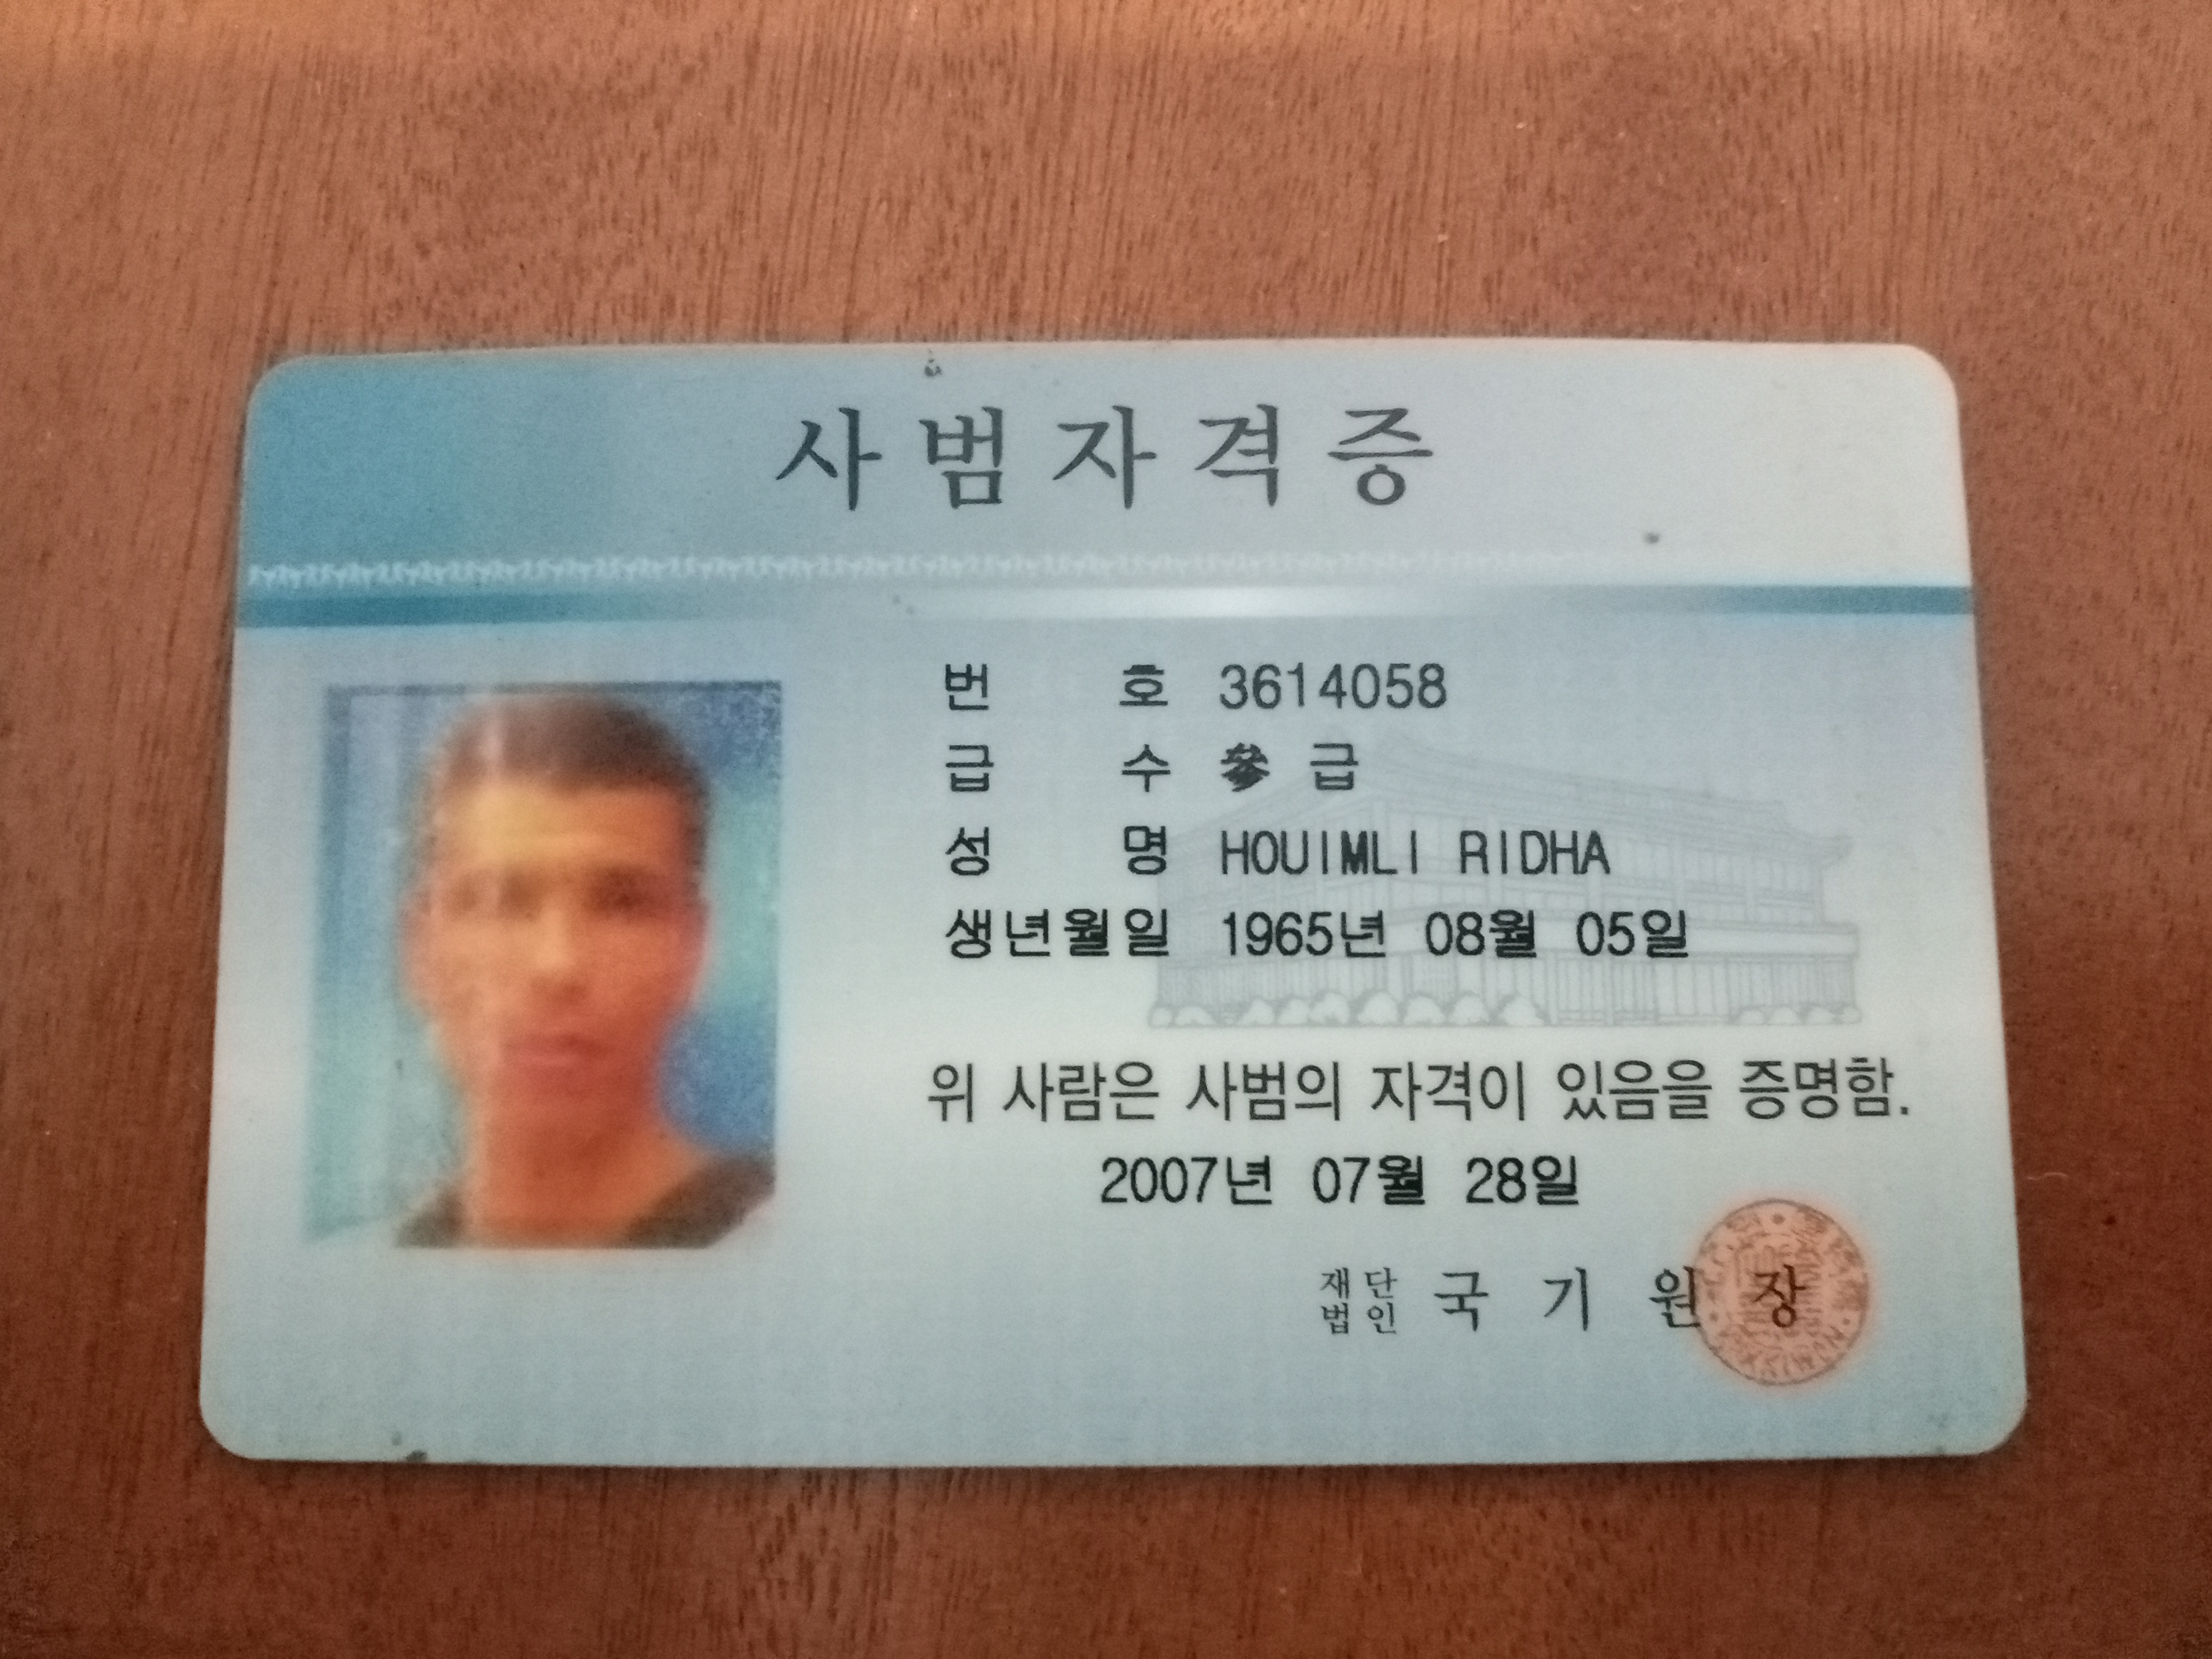 사범자격증
번 호 3614058
급 수 參 급
성 명 HOUIMLI RIDHA
생년월일 1965년 08월 05일
위 사람은 사범의 자격이 있음을 증명함.
2007년 07월 28일
재단법인 국 기 원 장